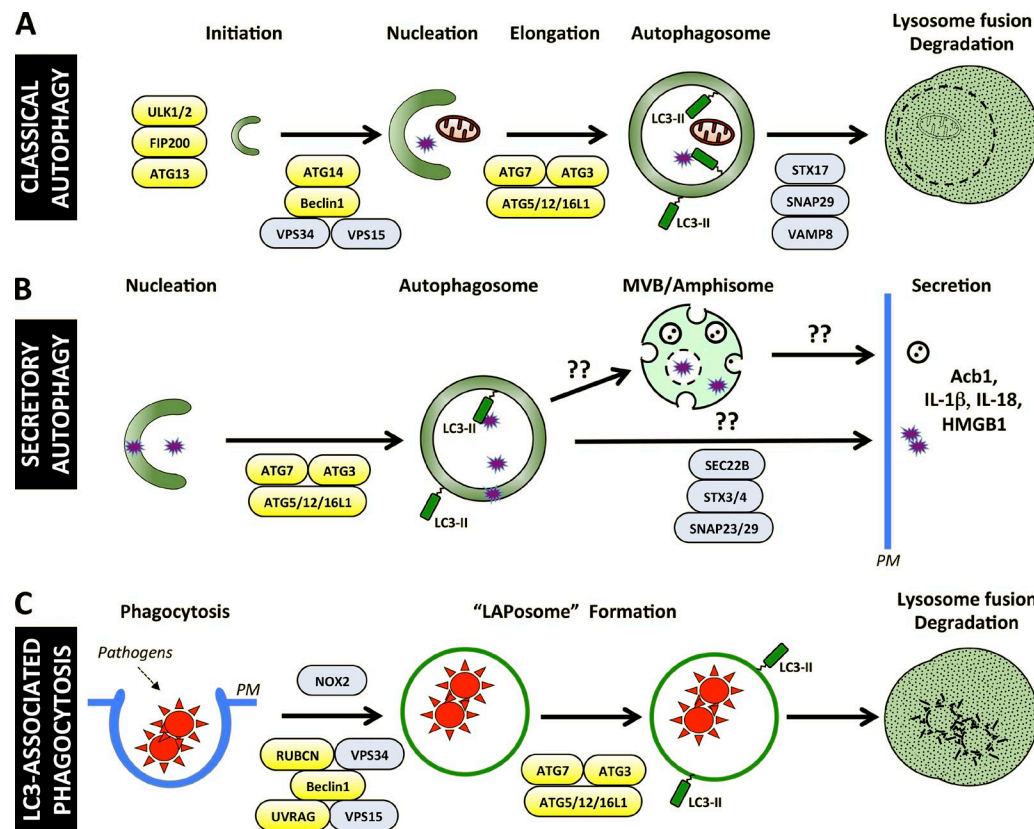 A
CLASSICAL
AUTOPHAGY
Initiation
Nucleation
Elongation
Autophagosome
Lysosome fusion
Degradation
ULK1/2
FIP200
ATG13
ATG14
Beclin1
VPS34
VPS15
ATG7
ATG3
ATG5/12/16L1
LC3-II
LC3-II
STX17
SNAP29
VAMP8
B
SECRETORY
AUTOPHAGY
Nucleation
Autophagosome
MVB/Amphisome
Secretion
ATG7
ATG3
ATG5/12/16L1
LC3-II
LC3-II
??
??
??
SEC22B
STX3/4
SNAP23/29
Acb1,
IL-1β, IL-18,
HMGB1
PM
C
LC3-ASSOCIATED
PHAGOCYTOSIS
Phagocytosis
"LAPosome" Formation
Lysosome fusion
Degradation
Pathogens
PM
NOX2
RUBCN
VPS34
Beclin1
UVRAG
VPS15
ATG7
ATG3
ATG5/12/16L1
LC3-II
LC3-II